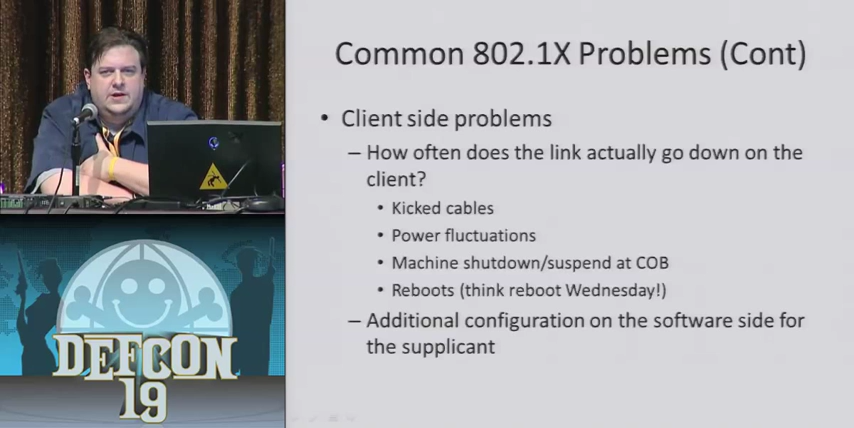 Common 802.1X Problems (Cont)
• Client side problems
– How often does the link actually go down on the
client?
• Kicked cables
• Power fluctuations
• Machine shutdown/suspend at COB
• Reboots (think reboot Wednesday!)
– Additional configuration on the software side for
the supplicant
DEFCON
19